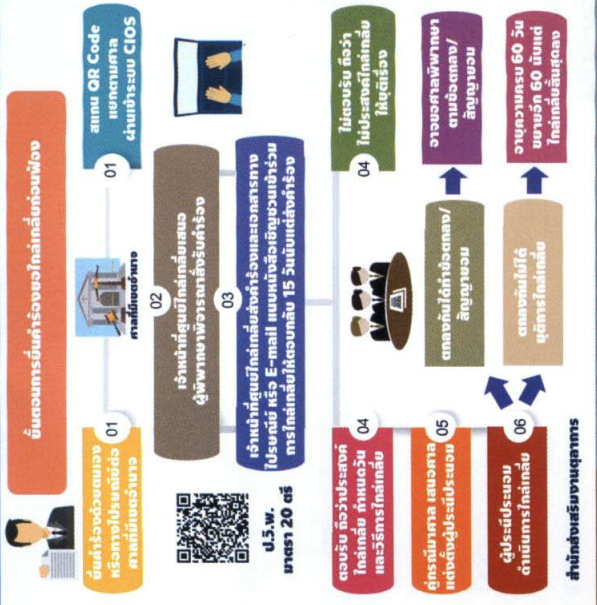 ขั้นตอนการยื่นคำร้องขอไกล่เกลี่ยก่อนฟ้อง
01
ยื่นคำร้องด้วยตนเอง
หรือทางไปรษณีย์ต่อ
ศาลที่มีเขตอำนาจ
ศาลที่มีเขตอำนาจ
01
สแกน QR Code
แยกตามศาล
ผ่านเข้าระบบ CIOS
02
เจ้าหน้าที่ศูนย์ไกล่เกลี่ยเสนอ
ผู้พิพากษาพิจารณาสั่งรับคำร้อง
03
เจ้าหน้าที่ศูนย์ไกล่เกลี่ยส่งคำร้องและเอกสารทาง
ไปรษณีย์ หรือ E-mail แนบหนังสือเชิญชวนเข้าร่วม
การไกล่เกลี่ยให้ตอบกลับ 15 วันนับแต่ส่งคำร้อง
ป.วิ.พ.
มาตรา 20 ตรี
04
ตอบรับ ถือว่าประสงค์
ไกล่เกลี่ย กำหนดวัน
และวิธีการไกล่เกลี่ย
04
ไม่ตอบรับ ถือว่า
ไม่ประสงค์ไกล่เกลี่ย
ให้ยุติเรื่อง
05
คู่กรณีมาศาล เสนอศาล
แต่งตั้งผู้ประนีประนอม
06
ผู้ประนีประนอม
ดำเนินการไกล่เกลี่ย
ตกลงกันได้ทำข้อตกลง/
สัญญายอม
อาจขอศาลพิพากษา
ตามข้อตกลง/
สัญญายอม
ตกลงกันไม่ได้
ยุติการไกล่เกลี่ย
อายุความครบ 60 วัน
ขยายอีก 60 นับแต่
ไกล่เกลี่ยสิ้นสุดลง
สำนักส่งเสริมงานตุลาการ